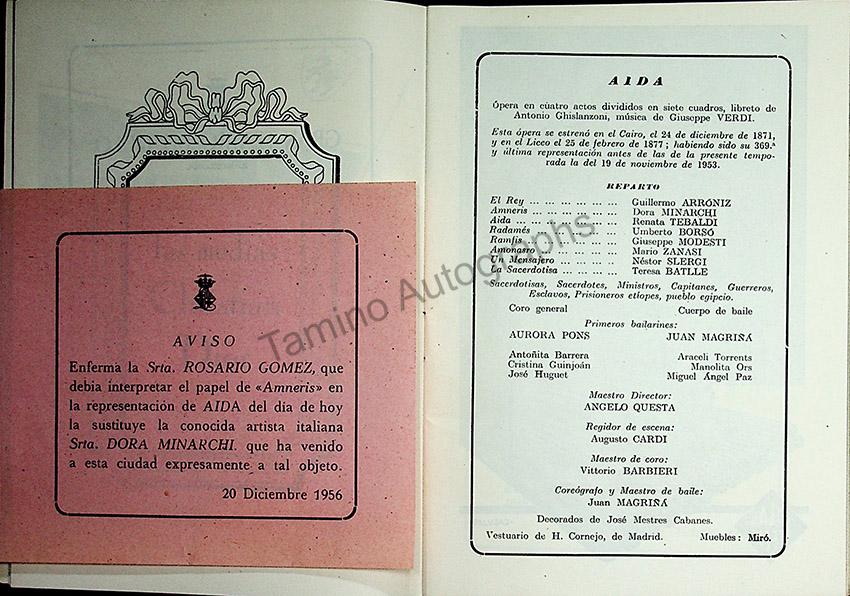 AVISO
Enferma la Srta. ROSARIO GOMEZ, que
debia interpretar el papel de «Amneris» en
la representación de AIDA del día de hoy
la sustituye la conocida artista italiana
Srta. DORA MINARCHI. que ha venido
a esta ciudad expresamente a tal objeto.
20 Diciembre 1956
AIDA
Ópera en cuatro actos divididos en siete cuadros, libreto de
Antonio Ghislanzoni, música de Giuseppe VERDI.
Esta ópera se estrenó en el Cairo, el 24 de diciembre de 1871,
y en el Liceo el 25 de febrero de 1877; habiendo sido su 369.ª
y última representación antes de las de la presente tempo-
rada la del 19 de noviembre de 1953.
REPARTO
El Rey ... ... ... ... ... ... Guillermo ARRÓNIZ
Amneris ... ... ... ... ... Dora MINARCHI
Aida ... ... ... ... ... ... ... Renata TEBALDI
Radamés ... ... ... ... ... Umberto BORSÓ
Ramfis ... ... ... ... ... ... Giuseppe MODESTI
Amonasro ... ... ... ... ... Mario ZANASI
Un Mensajero ... ... ... ... Néstor SLERGI
La Sacerdotisa ... ... ... ... Teresa BATLLE
Sacerdotisas, Sacerdotes, Ministros, Capitanes, Guerreros,
Esclavos, Prisioneros etíopes, pueblo egipcio.
Coro general Cuerpo de baile
Primeros bailarines:
AURORA PONS JUAN MAGRIÑÁ
Antoñita Barrera Araceli Torrents
Cristina Guinjoán Manolita Ors
José Huguet Miguel Ángel Paz
Maestro Director:
ANGELO QUESTA
Regidor de escena:
Augusto CARDI
Maestro de coro:
Vittorio BARBIERI
Coreógrafo y Maestro de baile:
Juan MAGRIÑÁ
Decorados de José Mestres Cabanes.
Vestuario de H. Cornejo, de Madrid. Muebles: Miró.
Tamino Autographs